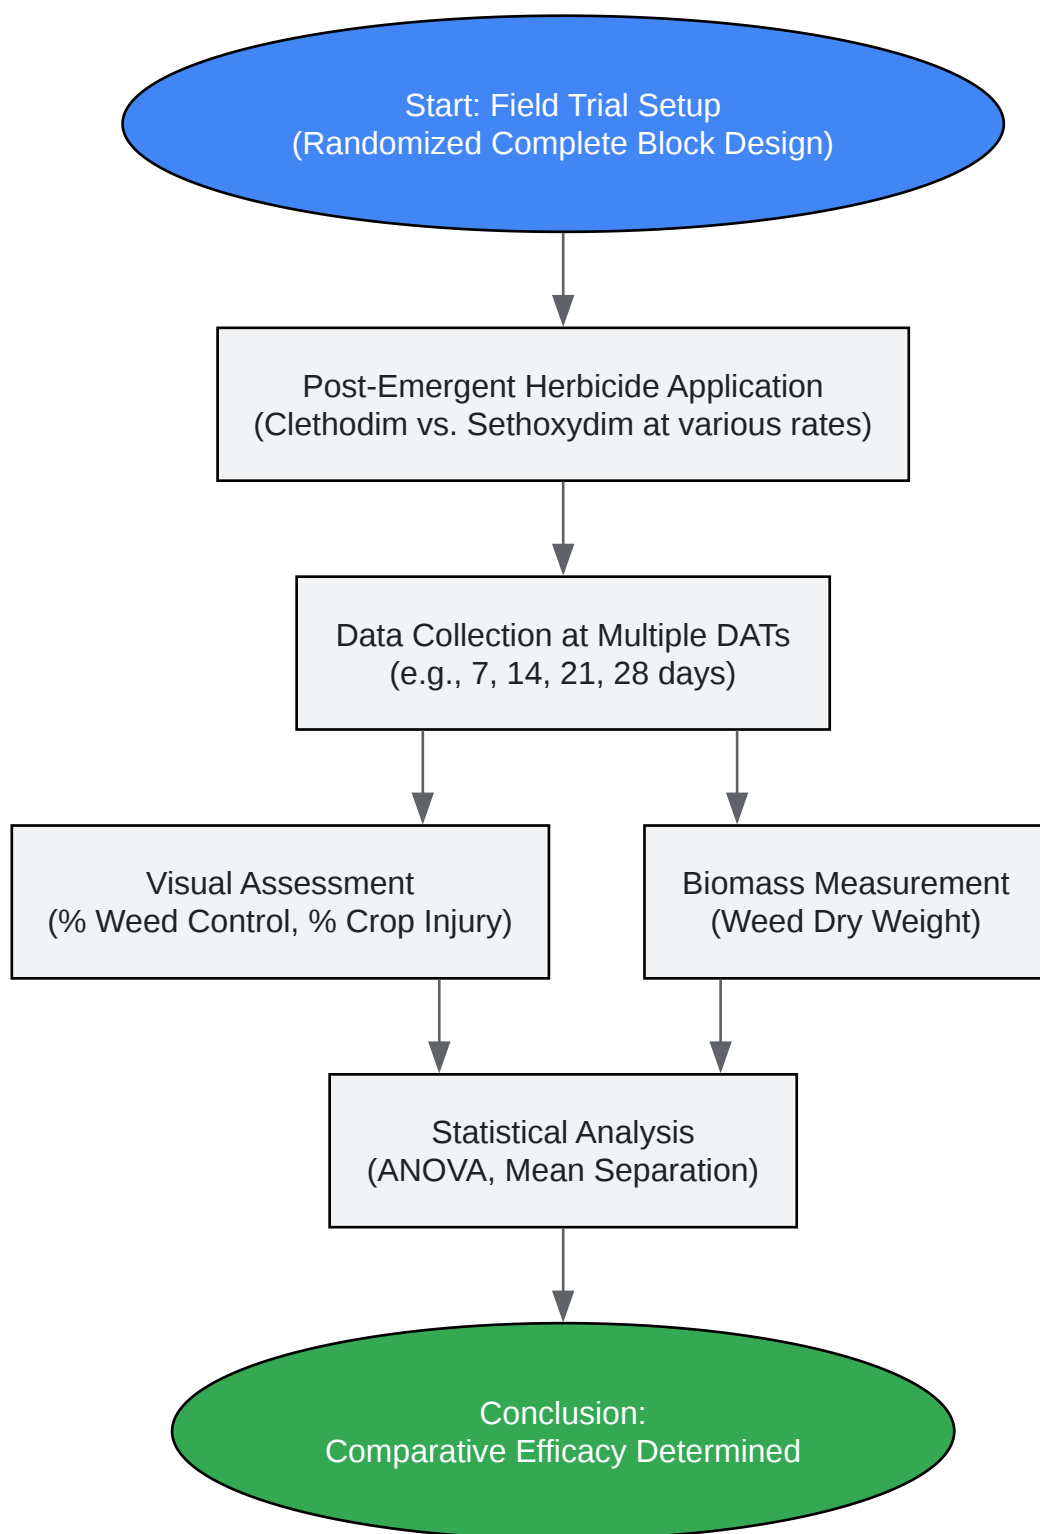 Start: Field Trial Setup
(Randomized Complete Block Design)
Post-Emergent Herbicide Application
(Clethodim vs. Sethoxydim at various rates)
Data Collection at Multiple DATs
(e.g., 7, 14, 21, 28 days)
Visual Assessment
(% Weed Control, % Crop Injury)
Biomass Measurement
(Weed Dry Weight)
Statistical Analysis
(ANOVA, Mean Separation)
Conclusion:
Comparative Efficacy Determined